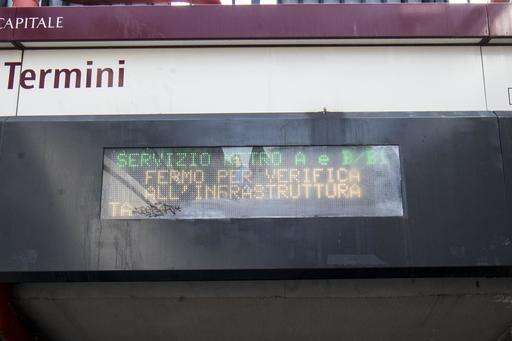 CAPITALE
Termini
SERVIZIO METRO A e B/B1
FERMO PER VERIFICA
ALL'INFRASTRUTTURA